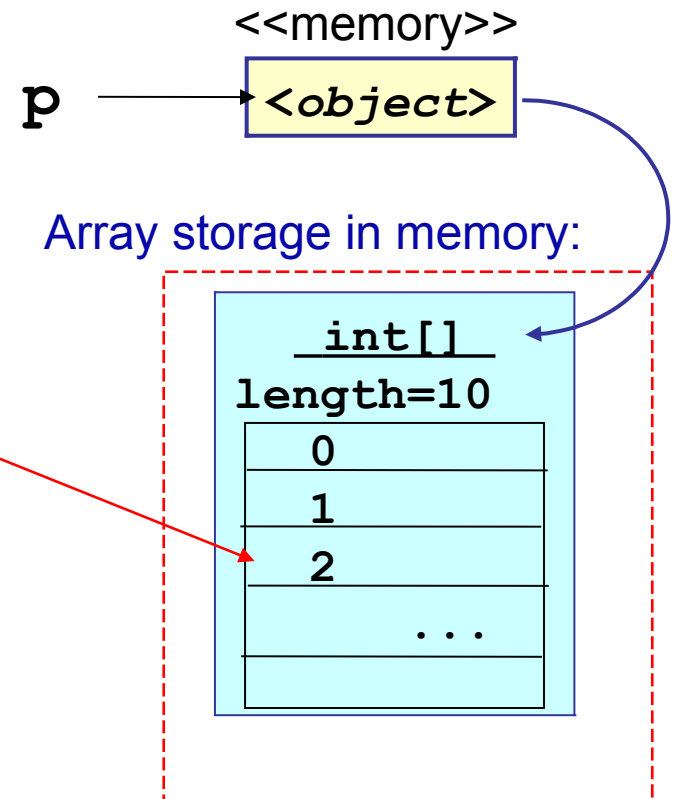 <<memory>>
p <object>
Array storage in memory:
int[]
length=10
0
1
2
...